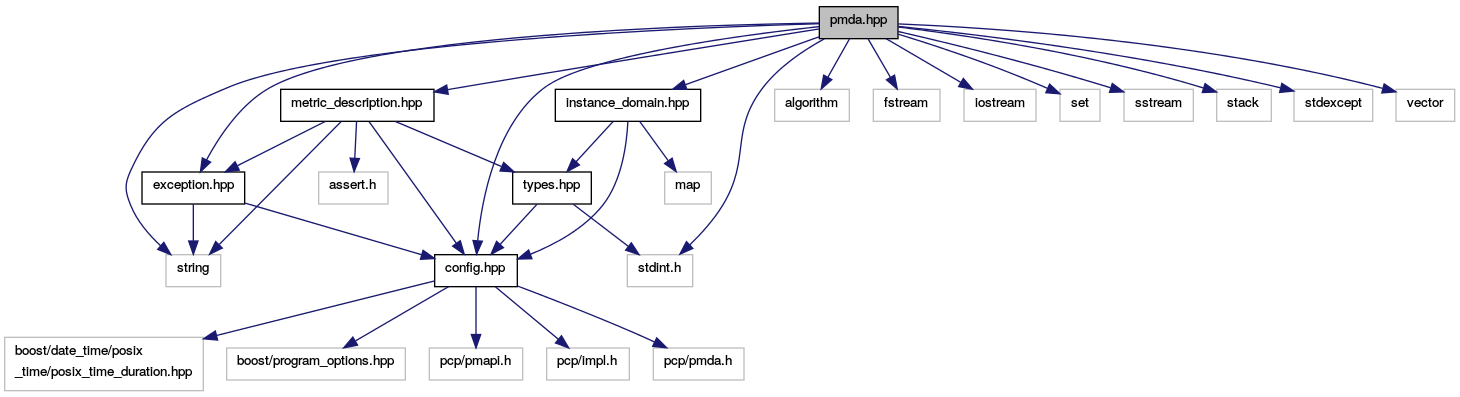 pmda.hpp
metric_description.hpp
instance_domain.hpp
algorithm
fstream
iostream
set
sstream
stack
stdexcept
vector
exception.hpp
assert.h
types.hpp
map
string
config.hpp
stdint.h
boost/date_time/posix
_time/posix_time_duration.hpp
boost/program_options.hpp
pcp/pmapi.h
pcp/impl.h
pcp/pmda.h